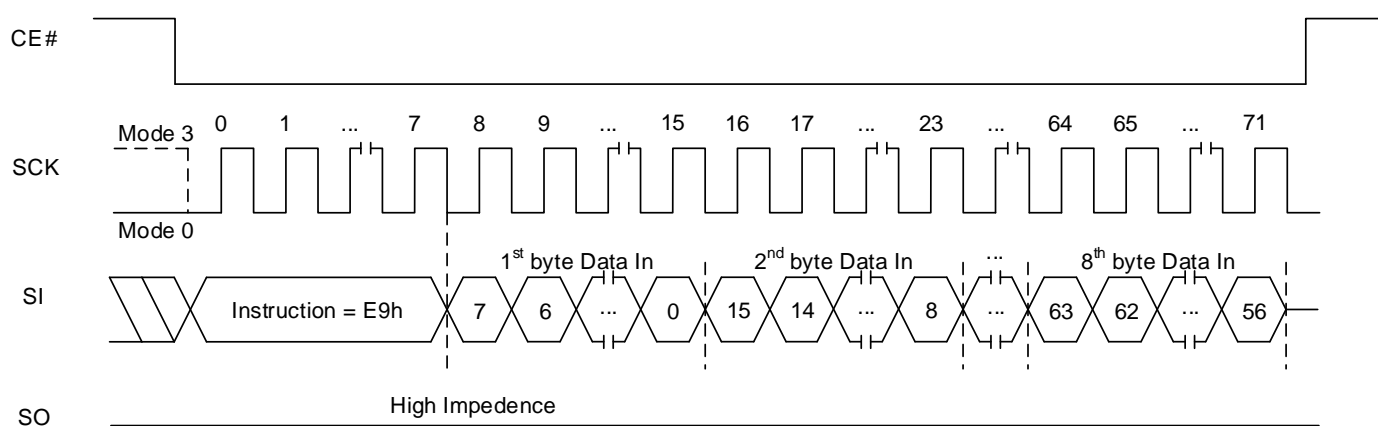 CE#
0 1 ... 7 8 9 ... 15 16 17 ... 23 ... 64 65 ... 71
Mode 3
SCK
Mode 0
1st byte Data In 2nd byte Data In ... 8th byte Data In
SI Instruction = E9h 7 6 ... 0 15 14 ... 8 ... 63 62 ... 56
High Impedence
SO